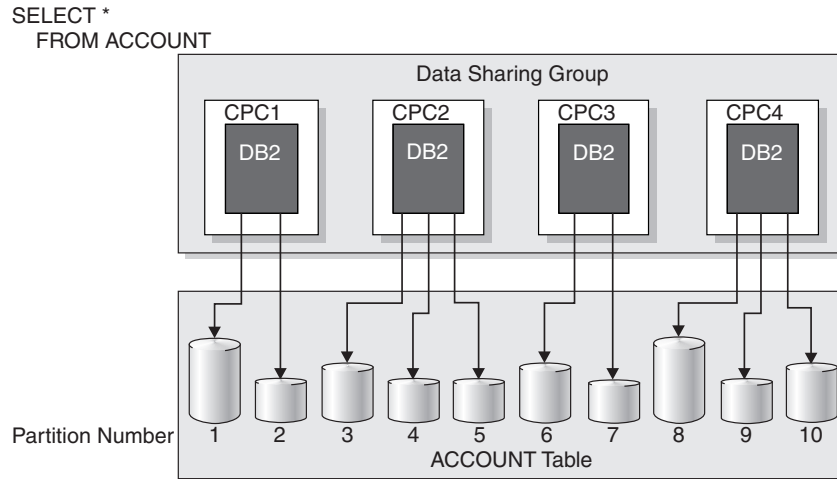 SELECT *
FROM ACCOUNT
Data Sharing Group
CPC1 CPC2 CPC3 CPC4
DB2 DB2 DB2 DB2
Partition Number 1 2 3 4 5 6 7 8 9 10
ACCOUNT Table